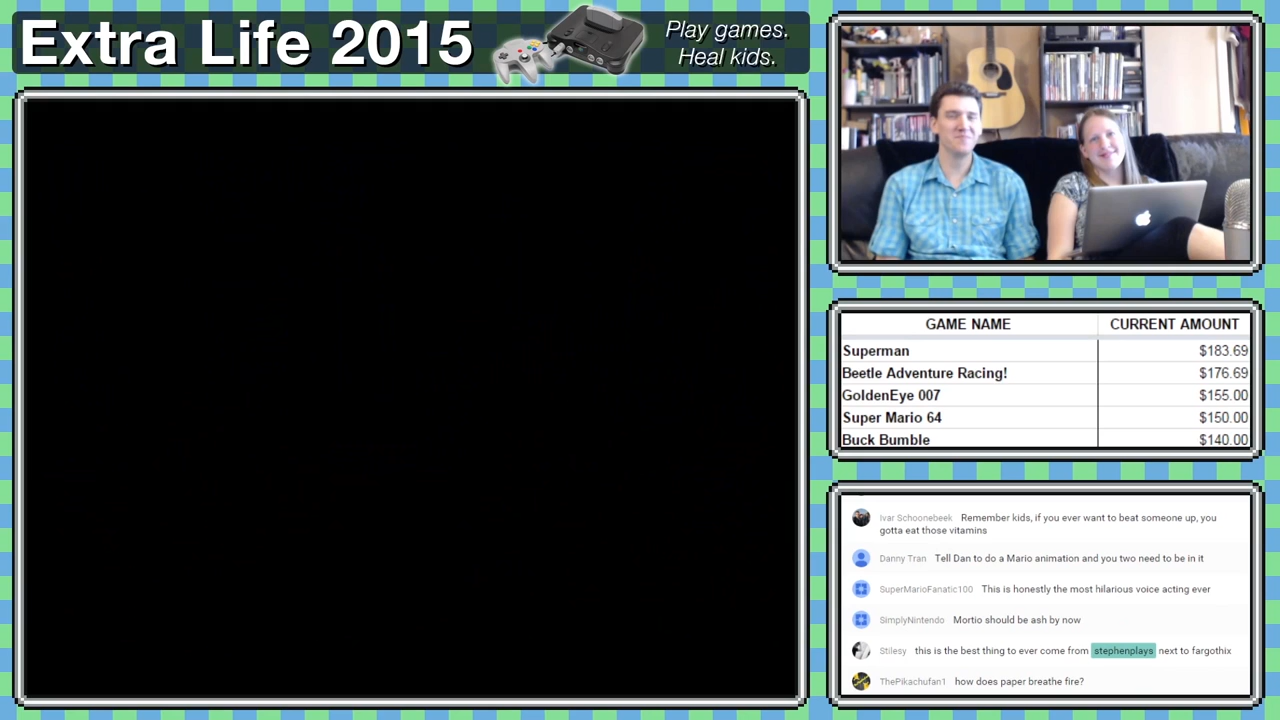 Extra Life 2015
Play games.
Heal kids.
GAME NAME CURRENT AMOUNT
Superman $183.69
Beetle Adventure Racing! $176.69
GoldenEye 007 $155.00
Super Mario 64 $150.00
Buck Bumble $140.00
Ivar Schoonebeek Remember kids, if you ever want to beat someone up, you
gotta eat those vitamins
Danny Tran Tell Dan to do a Mario animation and you two need to be in it
SuperMarioFanatic100 This is honestly the most hilarious voice acting ever
SimplyNintendo Mortio should be ash by now
Stilesy this is the best thing to ever come from stephenplays next to fargothix
ThePikachufan1 how does paper breathe fire?